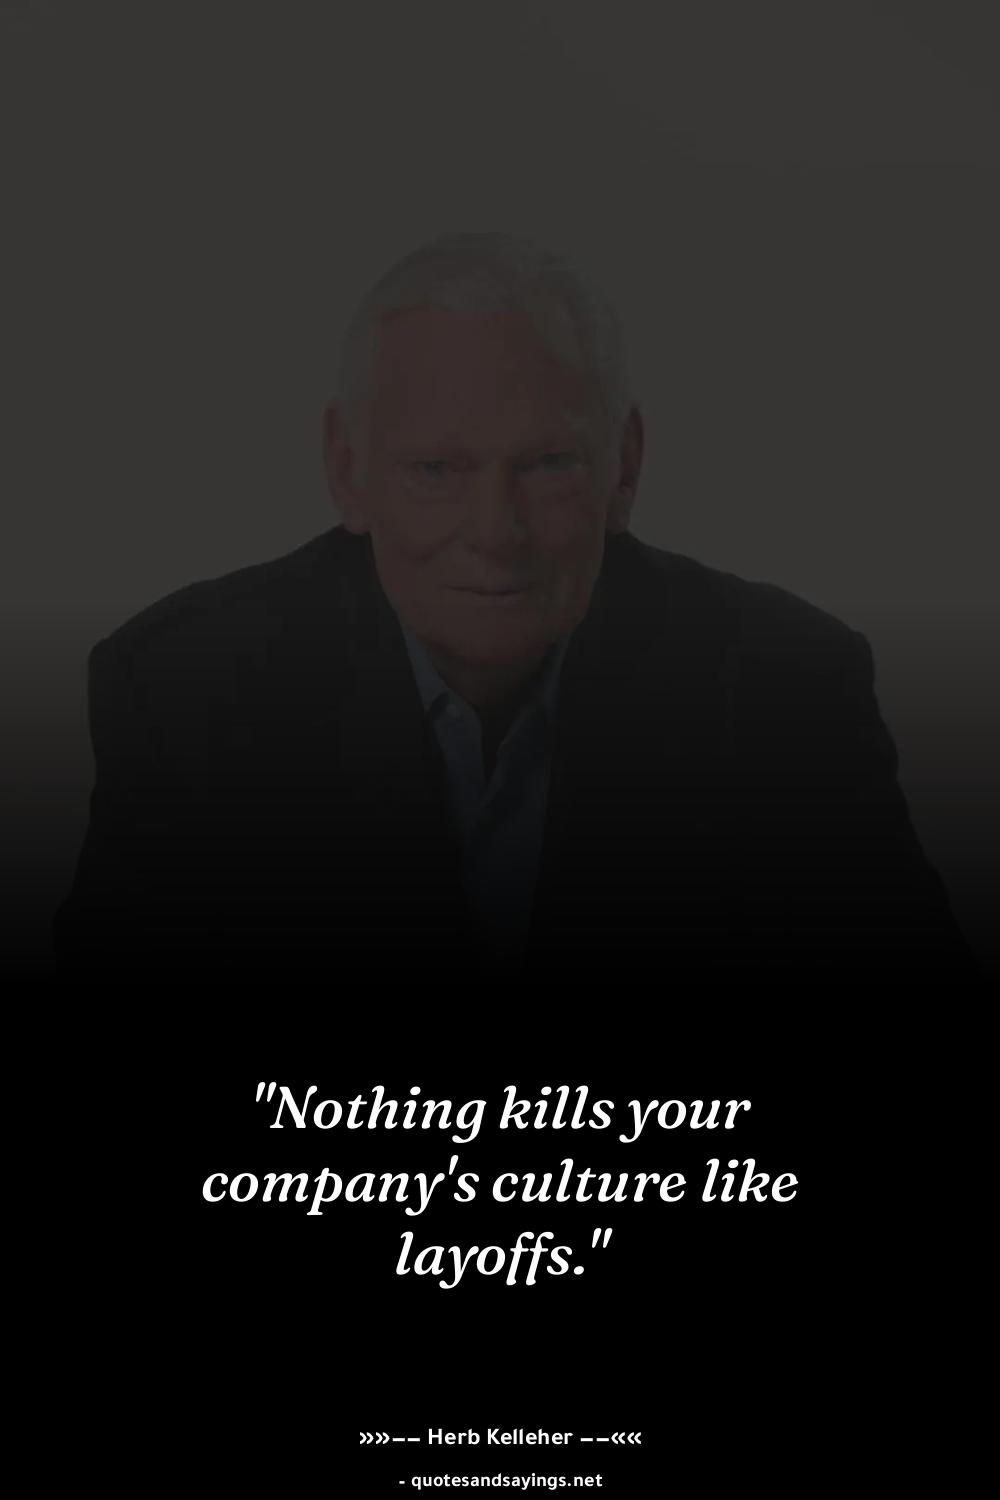 "Nothing kills your
company's culture like
layoffs."
»»−− Herb Kelleher −−««
- quotesandsayings.net